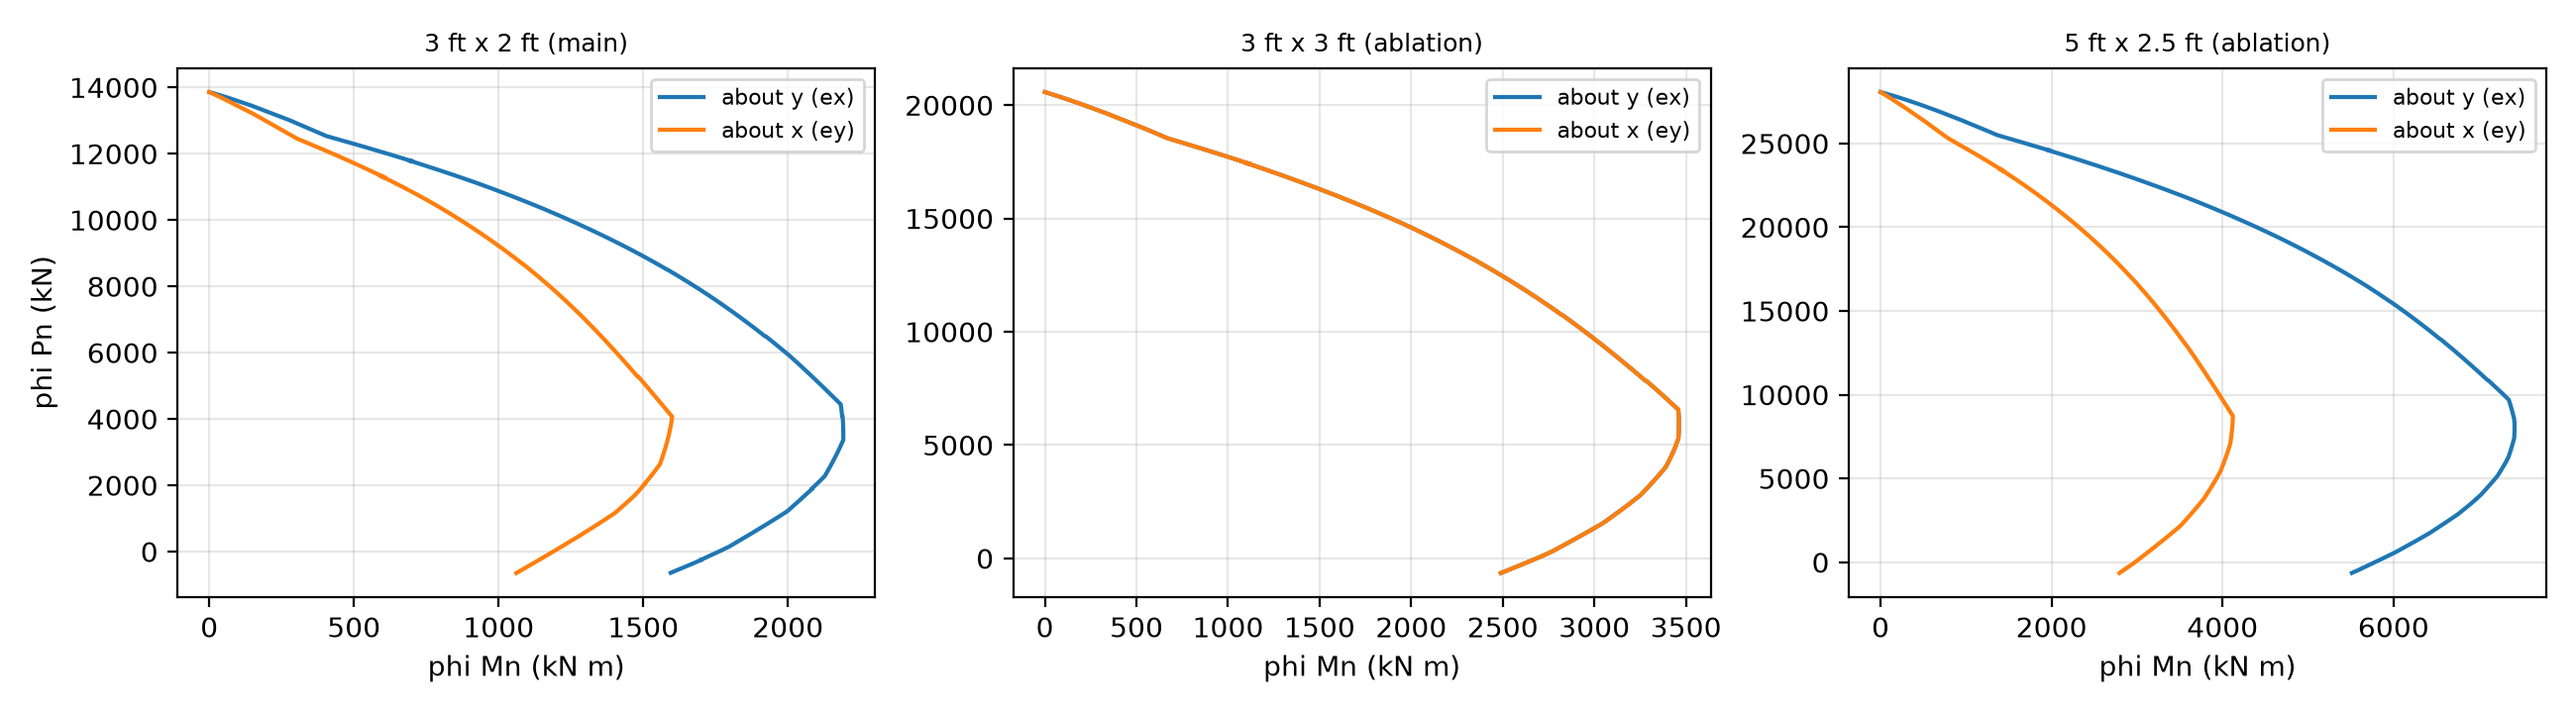 3 ft x 2 ft (main)
14000
12000
10000
8000
6000
4000
2000
0
phi Pn (kN)
0 500 1000 1500 2000
phi Mn (kN m)
about y (ex)
about x (ey)
3 ft x 3 ft (ablation)
20000
15000
10000
5000
0
0 500 1000 1500 2000 2500 3000 3500
phi Mn (kN m)
about y (ex)
about x (ey)
5 ft x 2.5 ft (ablation)
25000
20000
15000
10000
5000
0
0 2000 4000 6000
phi Mn (kN m)
about y (ex)
about x (ey)